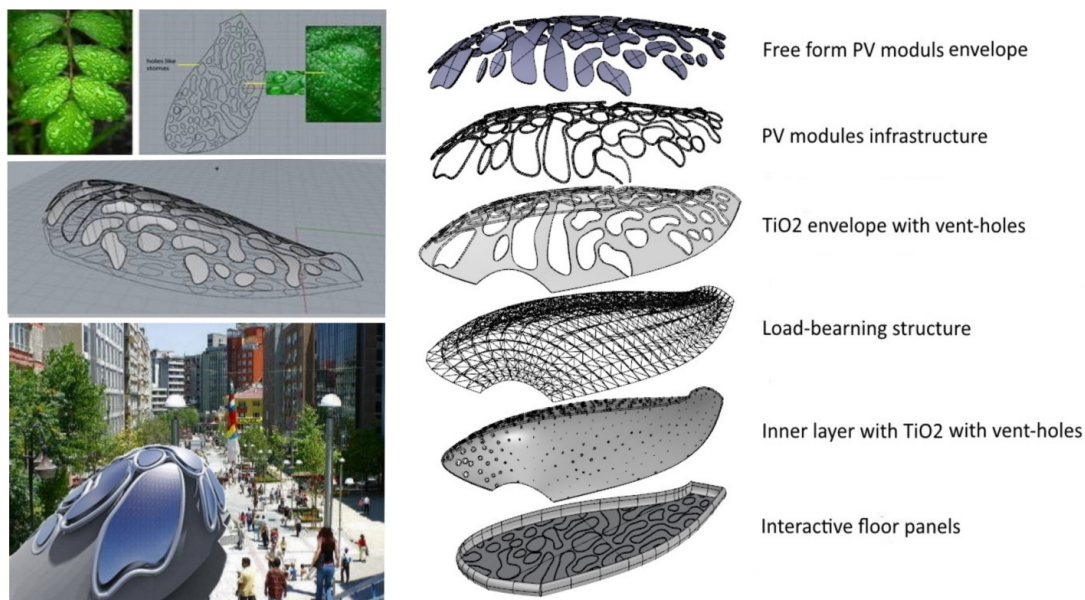 holes like
stomas
Free form PV moduls envelope
PV modules infrastructure
TiO2 envelope with vent-holes
Load-bearning structure
Inner layer with TiO2 with vent-holes
Interactive floor panels